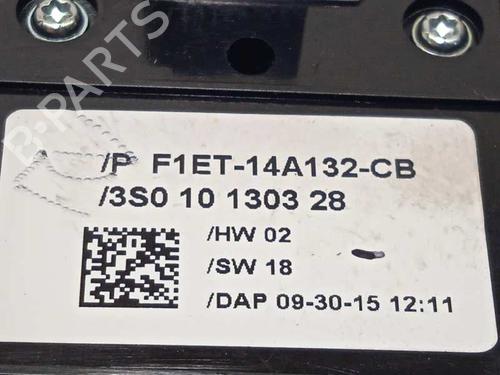 B-PARTS
/P F1ET-14A132-CB
/3S0 10 1303 28
/HW 02
/SW 18
/DAP 09-30-15 12:11